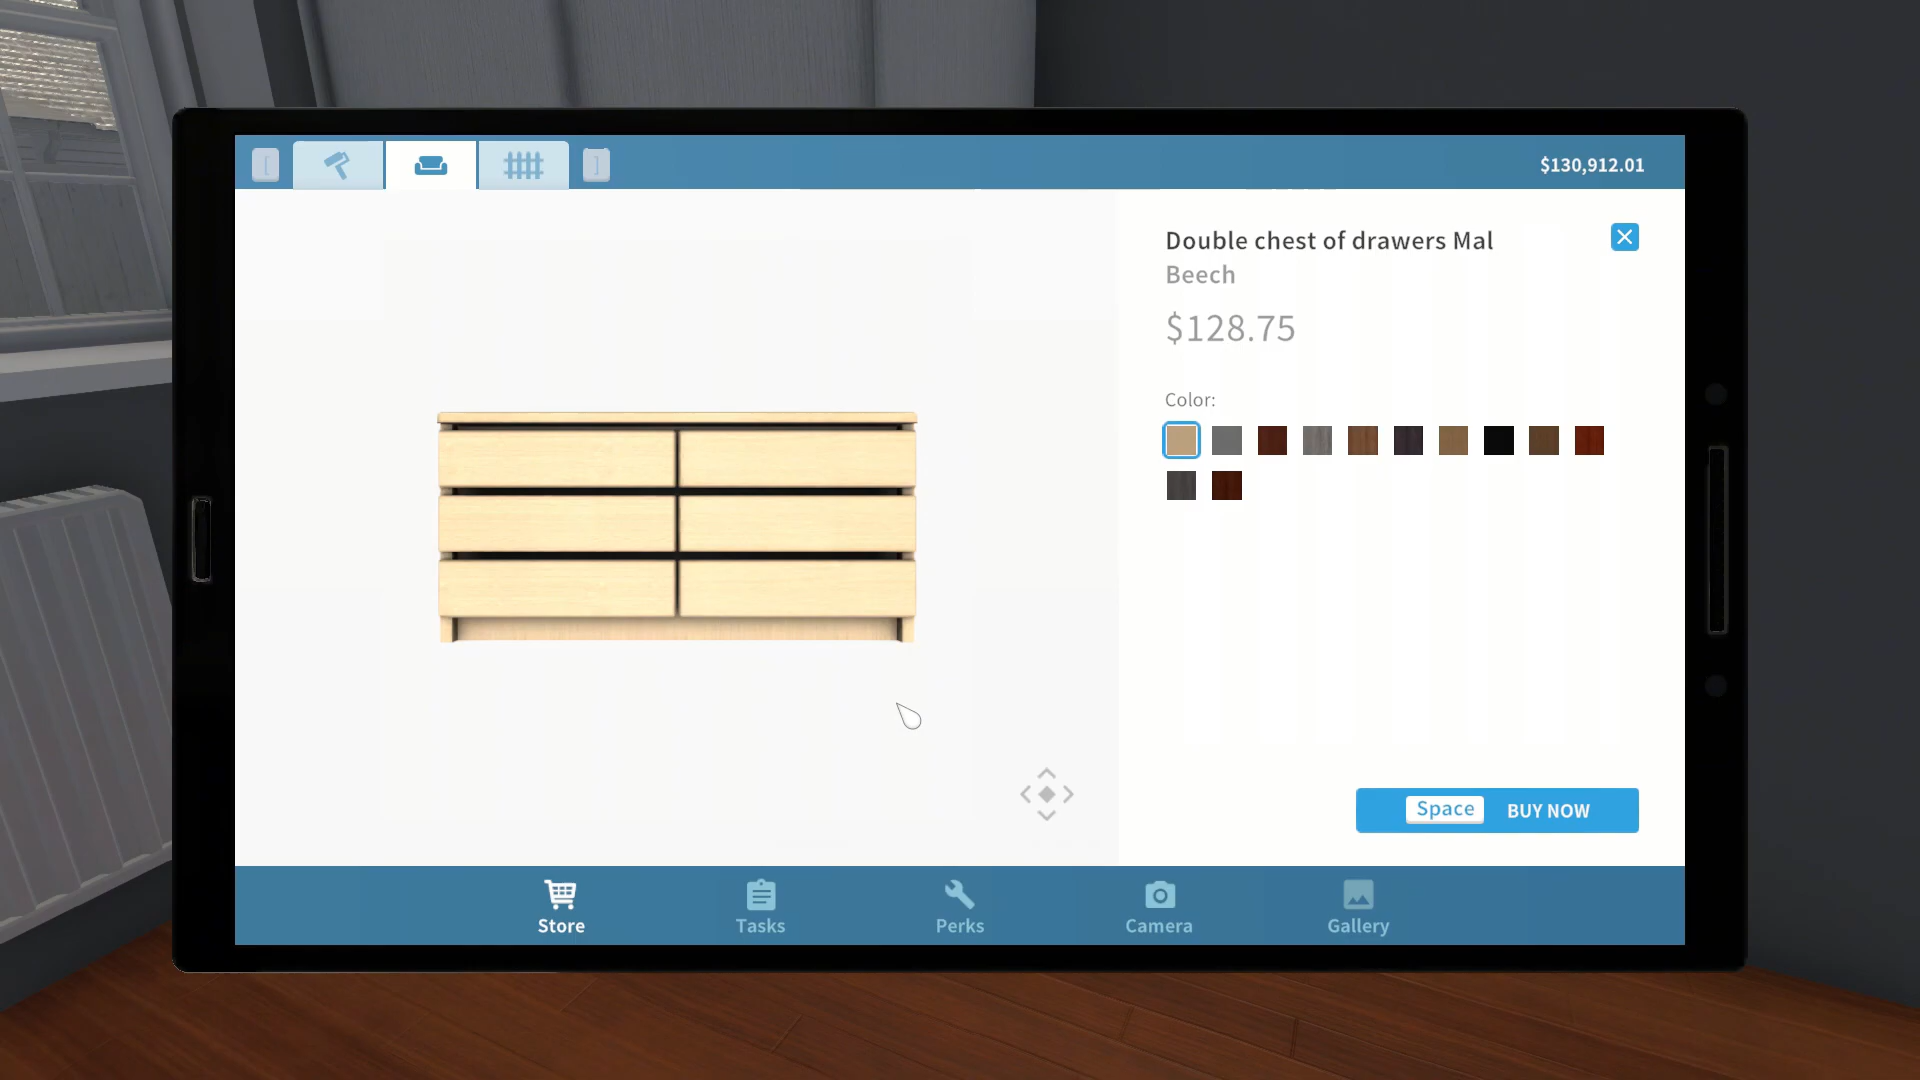 [
]
$130,912.01
Double chest of drawers Mal
Beech
$128.75
Color:
Space BUY NOW
Store
Tasks
Perks
Camera
Gallery